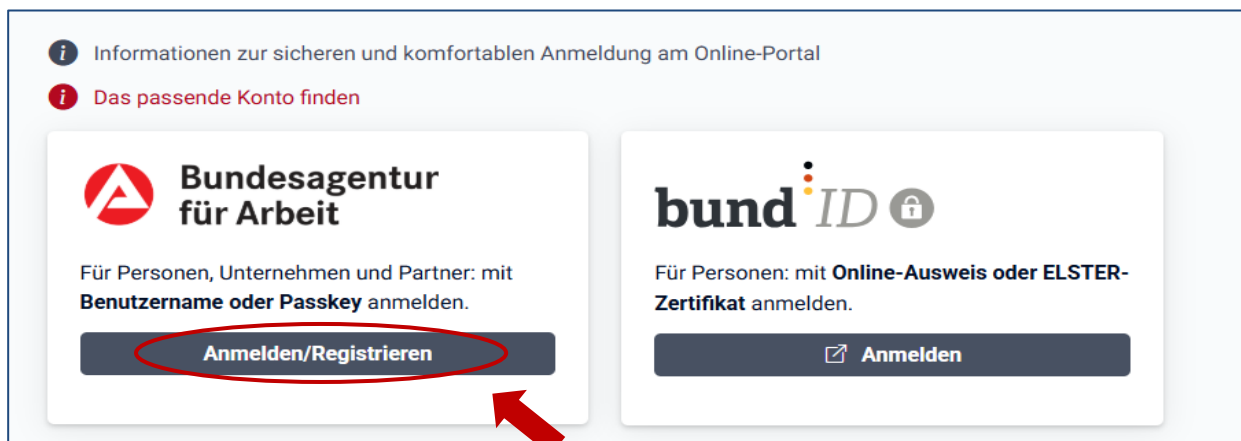 Informationen zur sicheren und komfortablen Anmeldung am Online-Portal
Das passende Konto finden
Bundesagentur
für Arbeit
Für Personen, Unternehmen und Partner: mit
Benutzername oder Passkey anmelden.
Anmelden/Registrieren
bundID
Für Personen: mit Online-Ausweis oder ELSTER-
Zertifikat anmelden.
Anmelden